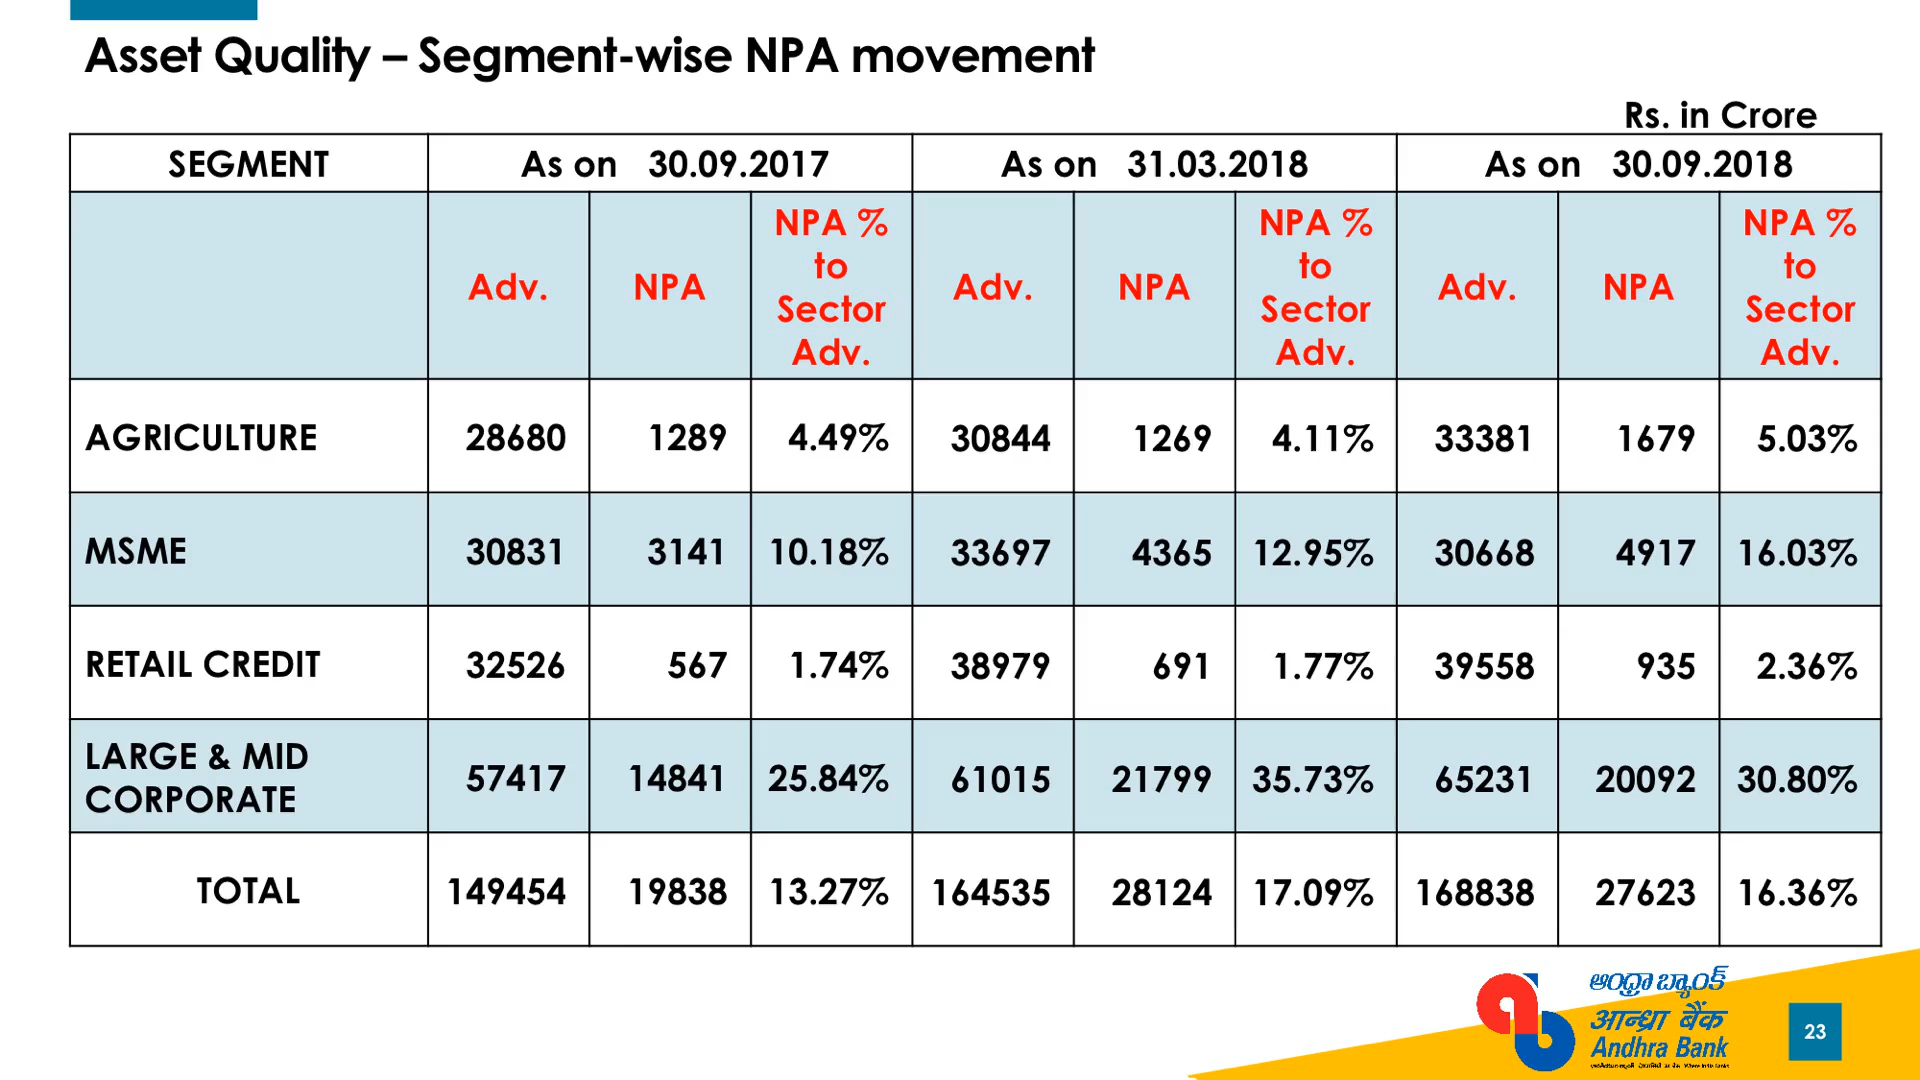 Asset Quality – Segment-wise NPA movement
Rs. in Crore
SEGMENT As on 30.09.2017 As on 31.03.2018 As on 30.09.2018
Adv. NPA NPA % to Sector Adv. Adv. NPA NPA % to Sector Adv. Adv. NPA NPA % to Sector Adv.
AGRICULTURE 28680 1289 4.49% 30844 1269 4.11% 33381 1679 5.03%
MSME 30831 3141 10.18% 33697 4365 12.95% 30668 4917 16.03%
RETAIL CREDIT 32526 567 1.74% 38979 691 1.77% 39558 935 2.36%
LARGE & MID CORPORATE 57417 14841 25.84% 61015 21799 35.73% 65231 20092 30.80%
TOTAL 149454 19838 13.27% 164535 28124 17.09% 168838 27623 16.36%
ఆంధ్రా బ్యాంక్
आन्ध्रा बैंक
Andhra Bank
23